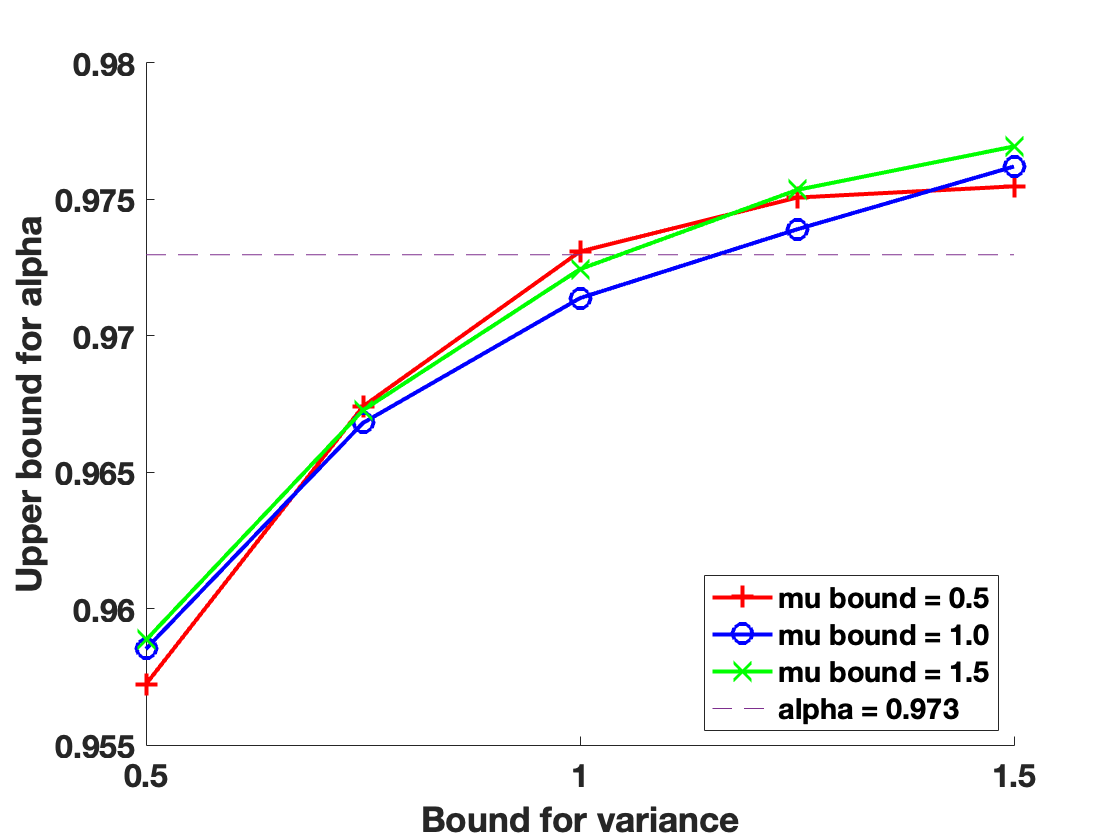 Upper bound for alpha
0.98
0.975
0.97
0.965
0.96
0.955
0.5
1
1.5
Bound for variance
mu bound = 0.5
mu bound = 1.0
mu bound = 1.5
alpha = 0.973